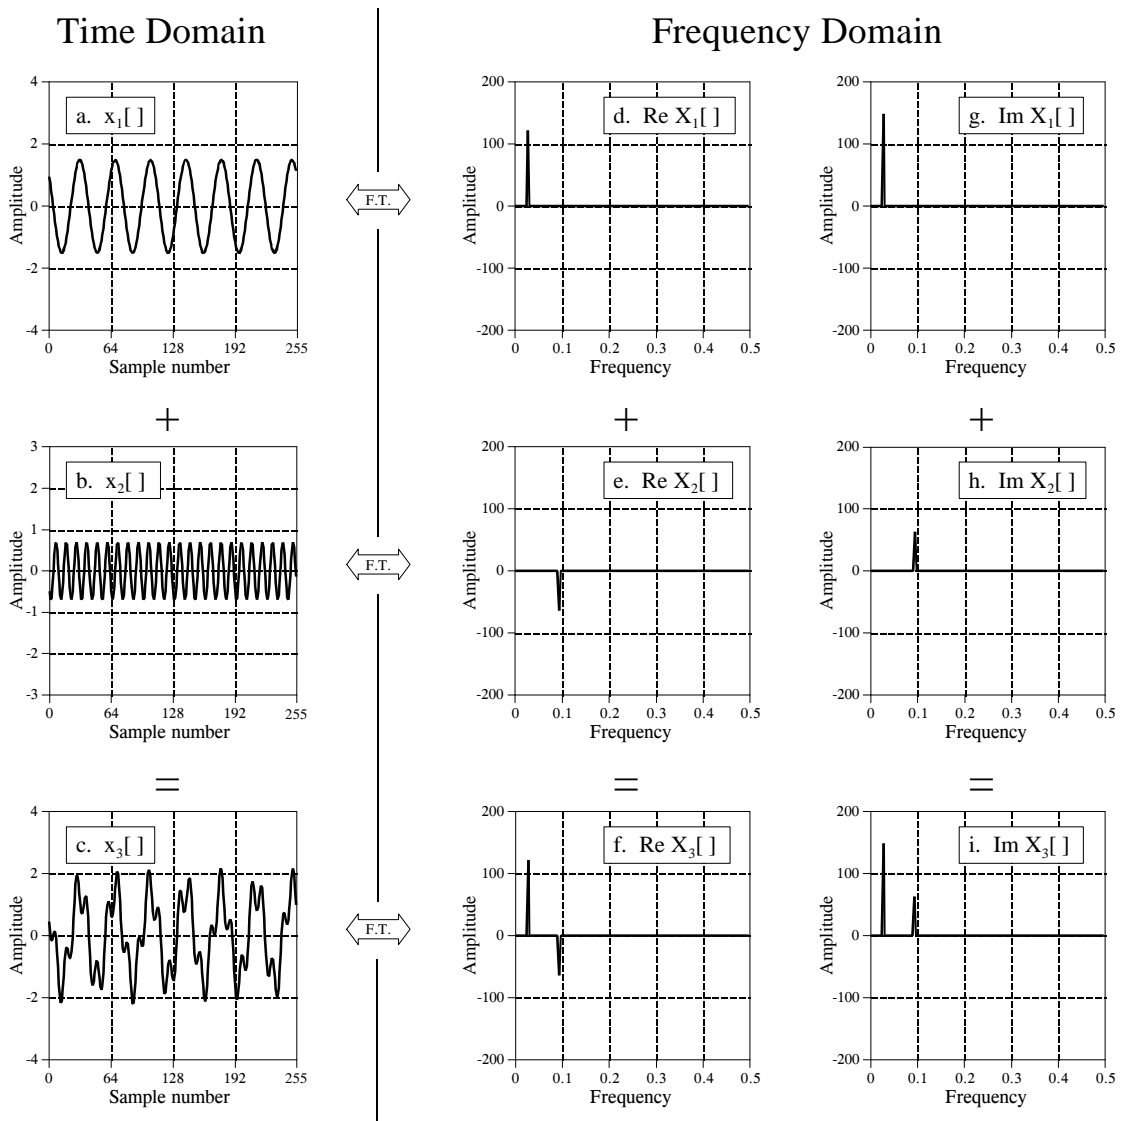 Time Domain
Frequency Domain
a. x₁[ ]
4
2
0
-2
-4
Amplitude
0 64 128 192 255
Sample number
F.T.
d. Re X₁[ ]
200
100
0
-100
-200
Amplitude
0 0.1 0.2 0.3 0.4 0.5
Frequency
g. Im X₁[ ]
200
100
0
-100
-200
Amplitude
0 0.1 0.2 0.3 0.4 0.5
Frequency
+ + +
b. x₂[ ]
3
2
1
0
-1
-2
-3
Amplitude
0 64 128 192 255
Sample number
F.T.
e. Re X₂[ ]
200
100
0
-100
-200
Amplitude
0 0.1 0.2 0.3 0.4 0.5
Frequency
h. Im X₂[ ]
200
100
0
-100
-200
Amplitude
0 0.1 0.2 0.3 0.4 0.5
Frequency
= = =
c. x₃[ ]
4
2
0
-2
-4
Amplitude
0 64 128 192 255
Sample number
F.T.
f. Re X₃[ ]
200
100
0
-100
-200
Amplitude
0 0.1 0.2 0.3 0.4 0.5
Frequency
i. Im X₃[ ]
200
100
0
-100
-200
Amplitude
0 0.1 0.2 0.3 0.4 0.5
Frequency